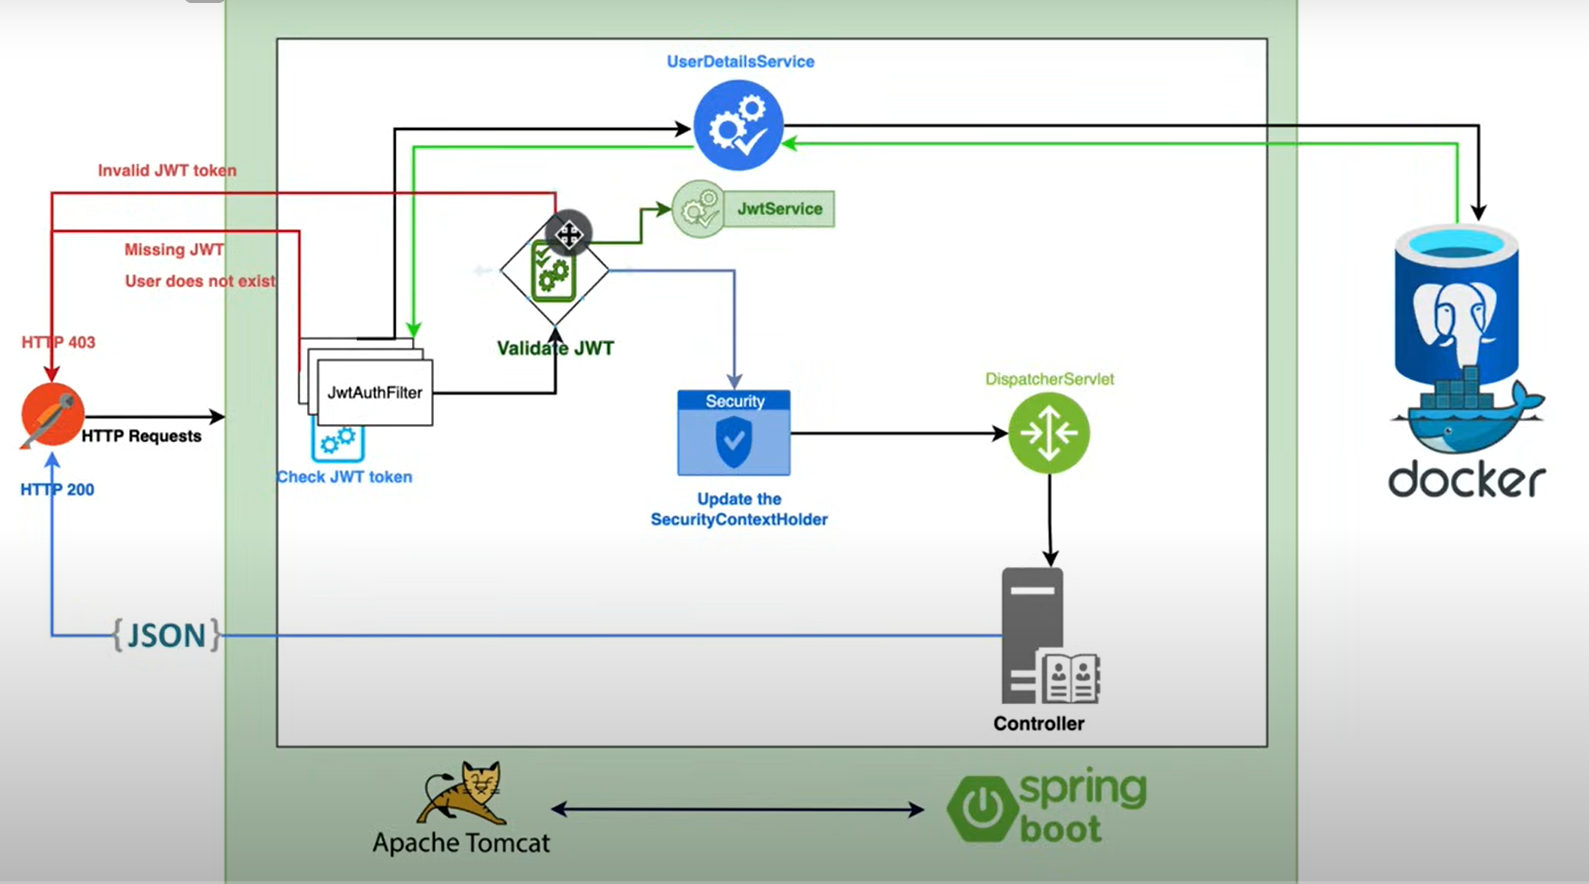 UserDetailsService
Invalid JWT token
JwtService
Missing JWT
User does not exist
HTTP 403
Validate JWT
DispatcherServlet
JwtAuthFilter
Security
HTTP Requests
Check JWT token
HTTP 200
docker
Update the
SecurityContextHolder
{JSON}
Controller
Apache Tomcat
spring
boot